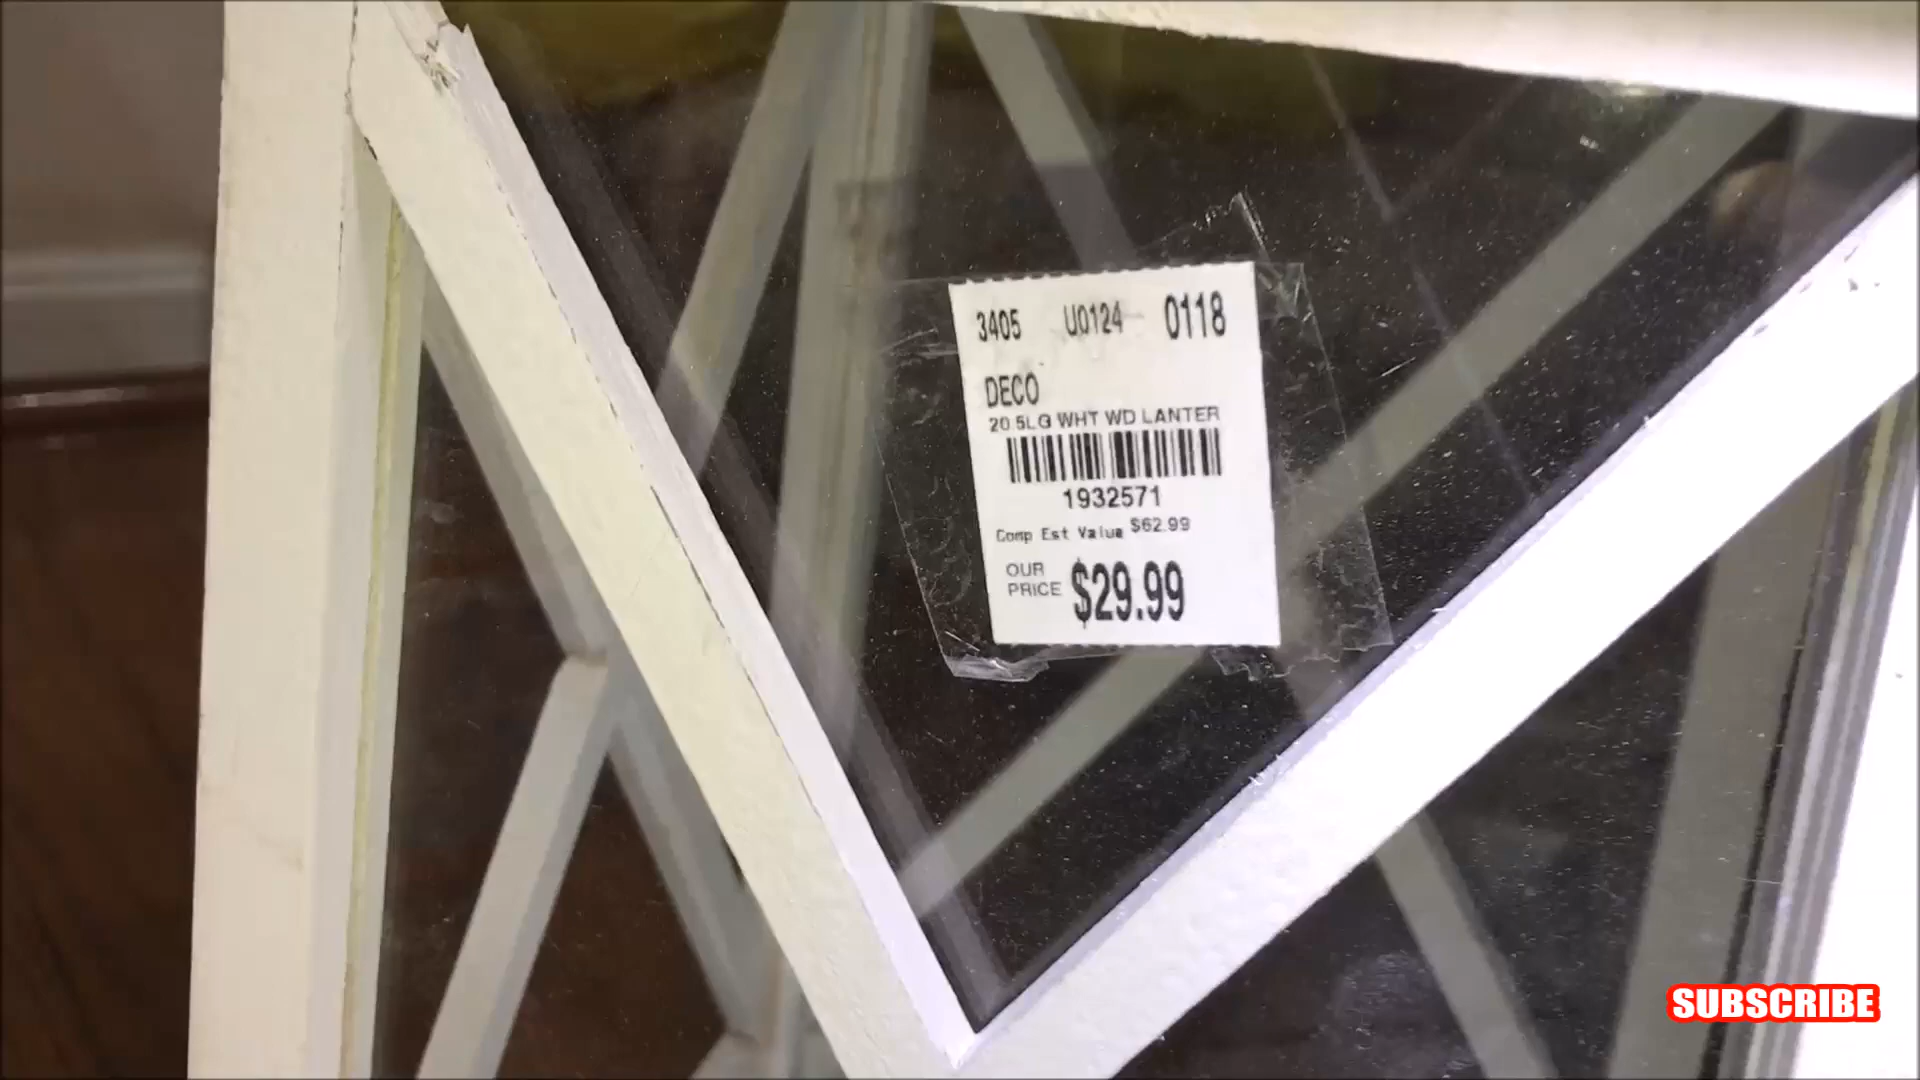 3405 U0124 0118
DECO
20.5LG WHT WD LANTER
1932571
Comp Est Value $62.99
OUR PRICE $29.99
SUBSCRIBE